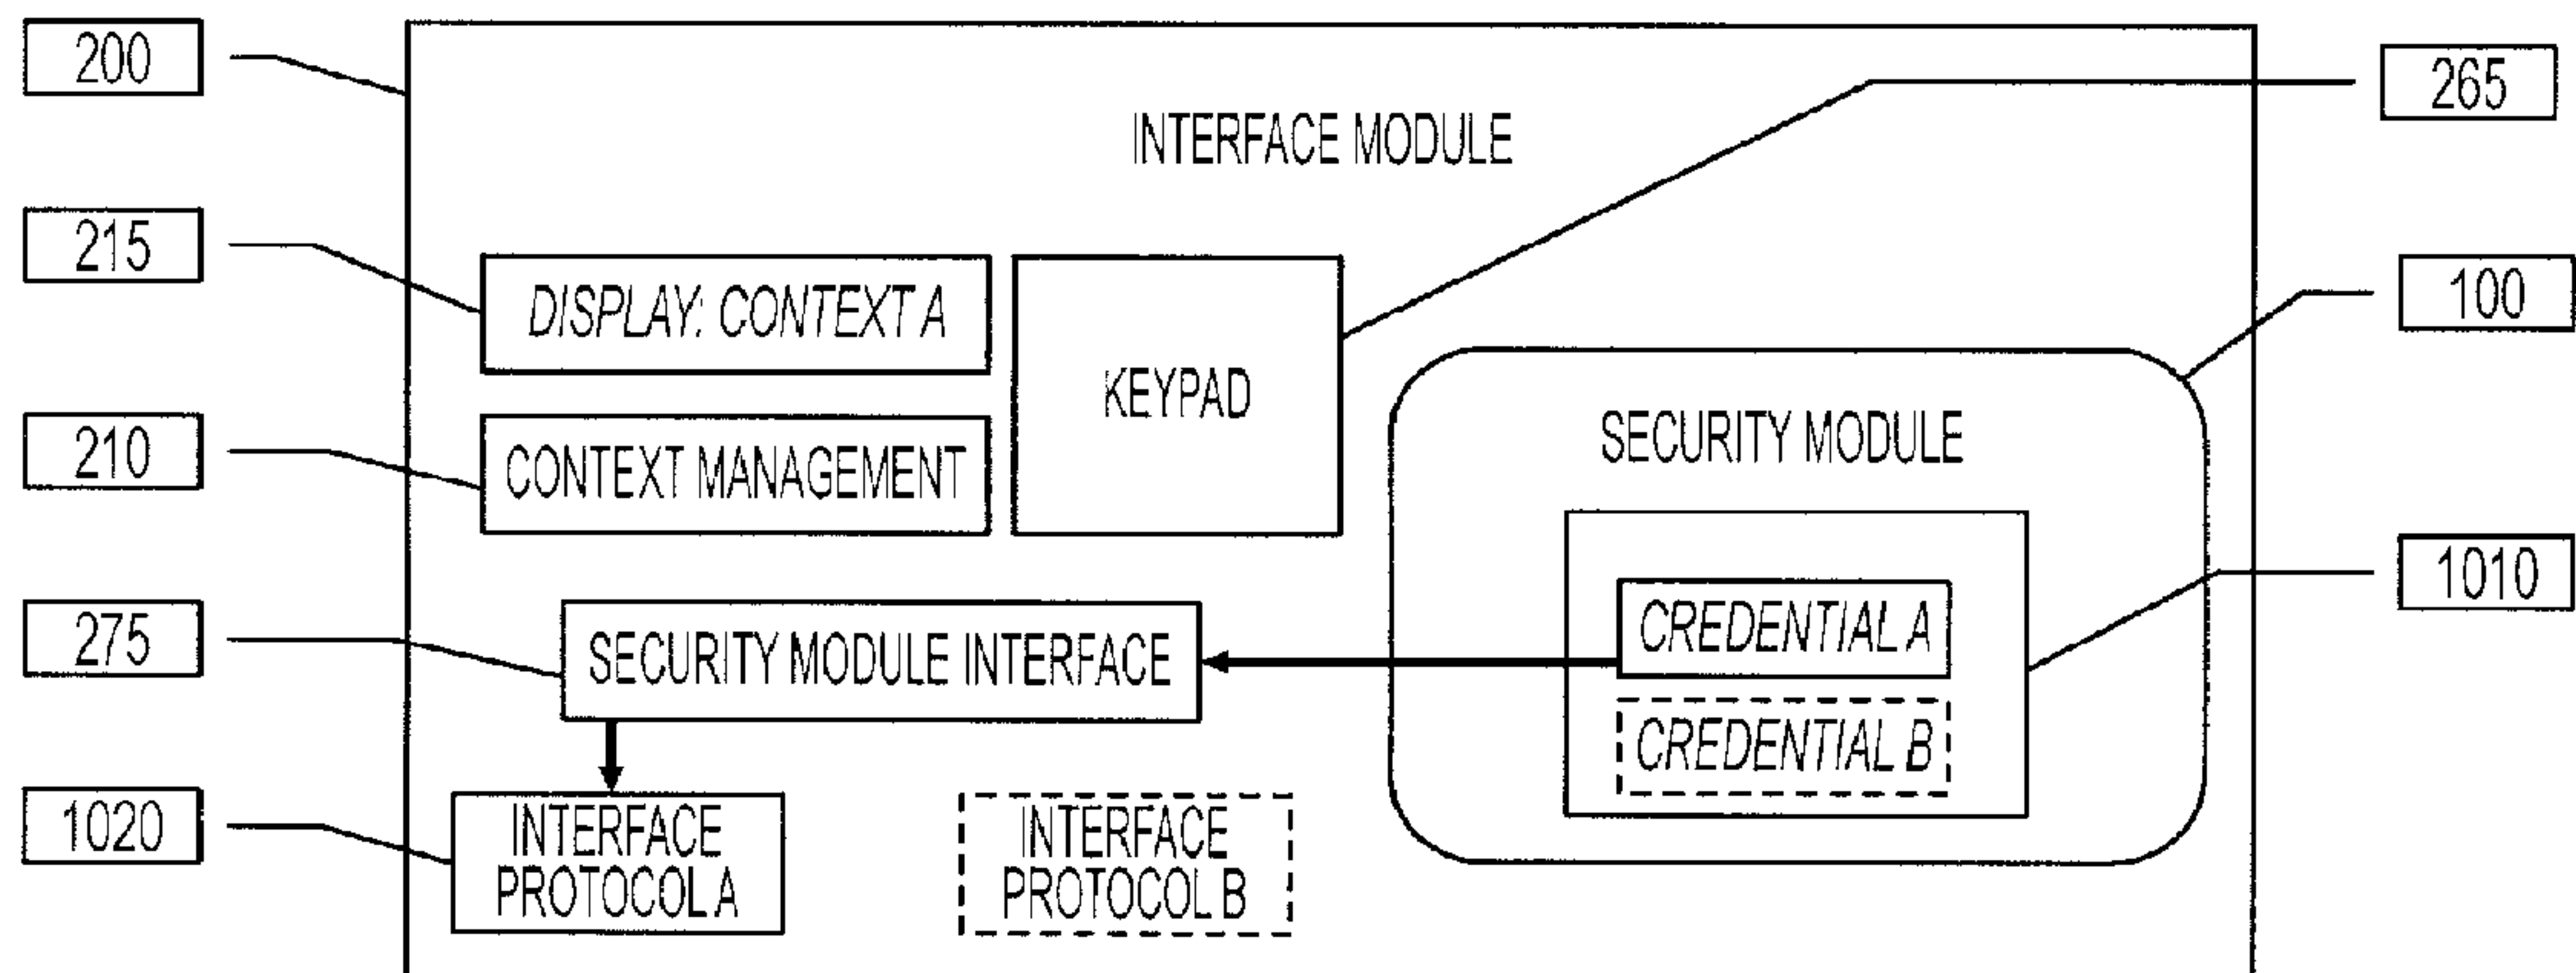 200
265
INTERFACE MODULE
215
100
DISPLAY: CONTEXT A
KEYPAD
210
SECURITY MODULE
CONTEXT MANAGEMENT
1010
275
CREDENTIAL A
SECURITY MODULE INTERFACE
CREDENTIAL B
1020
INTERFACE
PROTOCOL A
INTERFACE
PROTOCOL B